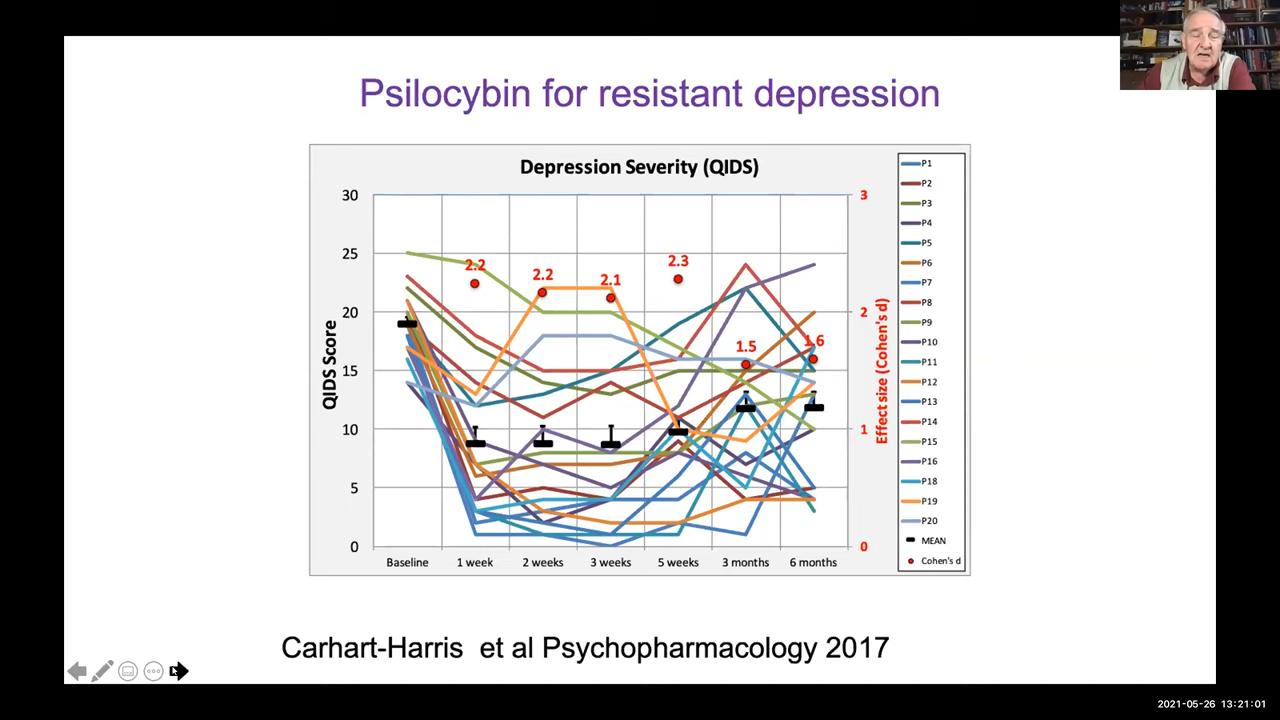 Psilocybin for resistant depression
Depression Severity (QIDS)
30
25
20
15
10
5
0
QIDS Score
2.2
2.2
2.1
2.3
1.5
1.6
3
2
1
0
Effect size (Cohen's d)
Baseline
1 week
2 weeks
3 weeks
5 weeks
3 months
6 months
P1
P2
P3
P4
P5
P6
P7
P8
P9
P10
P11
P12
P13
P14
P15
P16
P18
P19
P20
MEAN
Cohen's d
Carhart-Harris et al Psychopharmacology 2017
2021-05-26 13:21:01